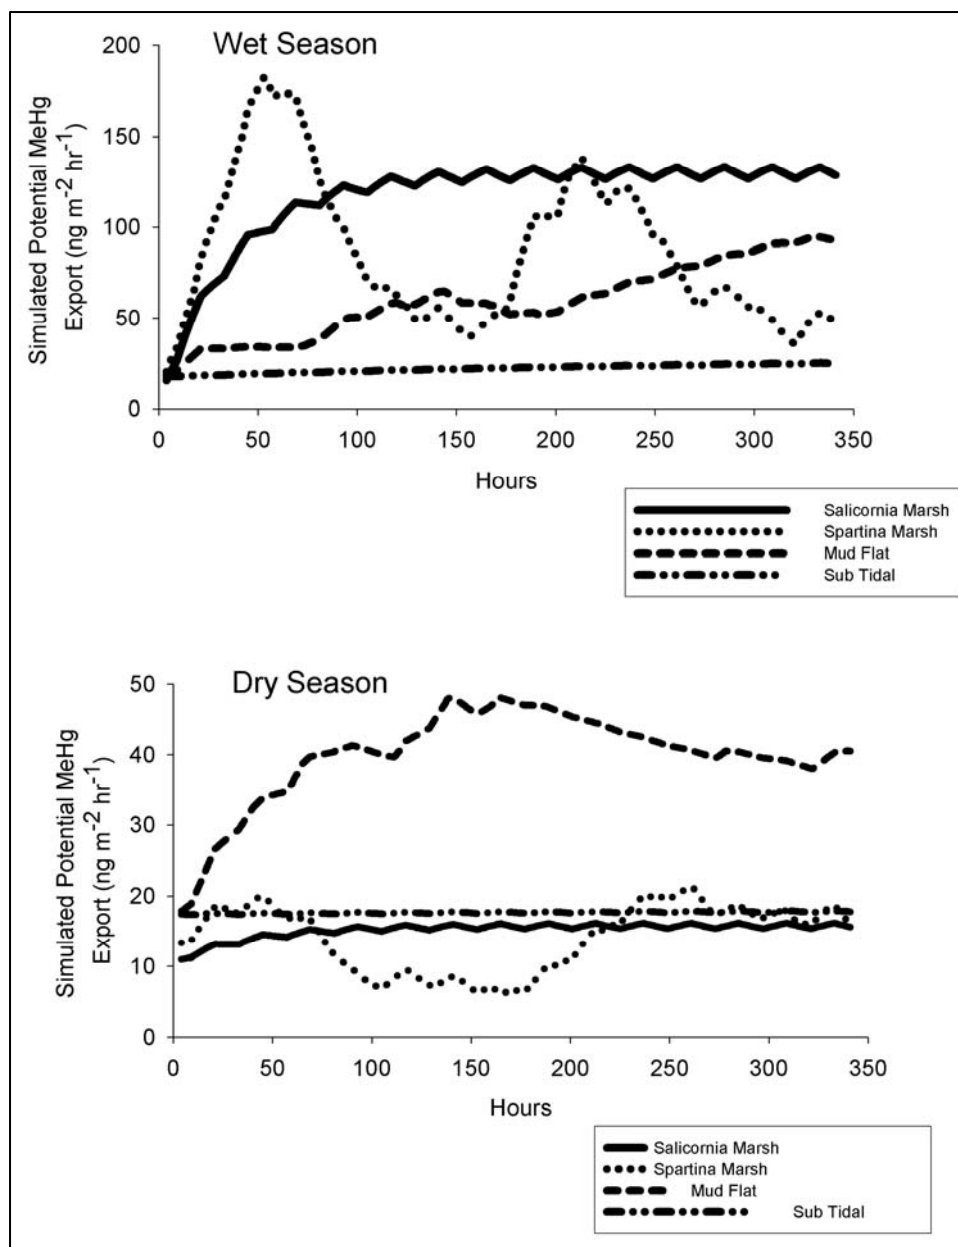 Wet Season
Simulated Potential MeHg
Export (ng m-2 hr-1)
200
150
100
50
0
0 50 100 150 200 250 300 350
Hours
Salicornia Marsh
Spartina Marsh
Mud Flat
Sub Tidal
Dry Season
Simulated Potential MeHg
Export (ng m-2 hr-1)
50
40
30
20
10
0
0 50 100 150 200 250 300 350
Hours
Salicornia Marsh
Spartina Marsh
Mud Flat
Sub Tidal